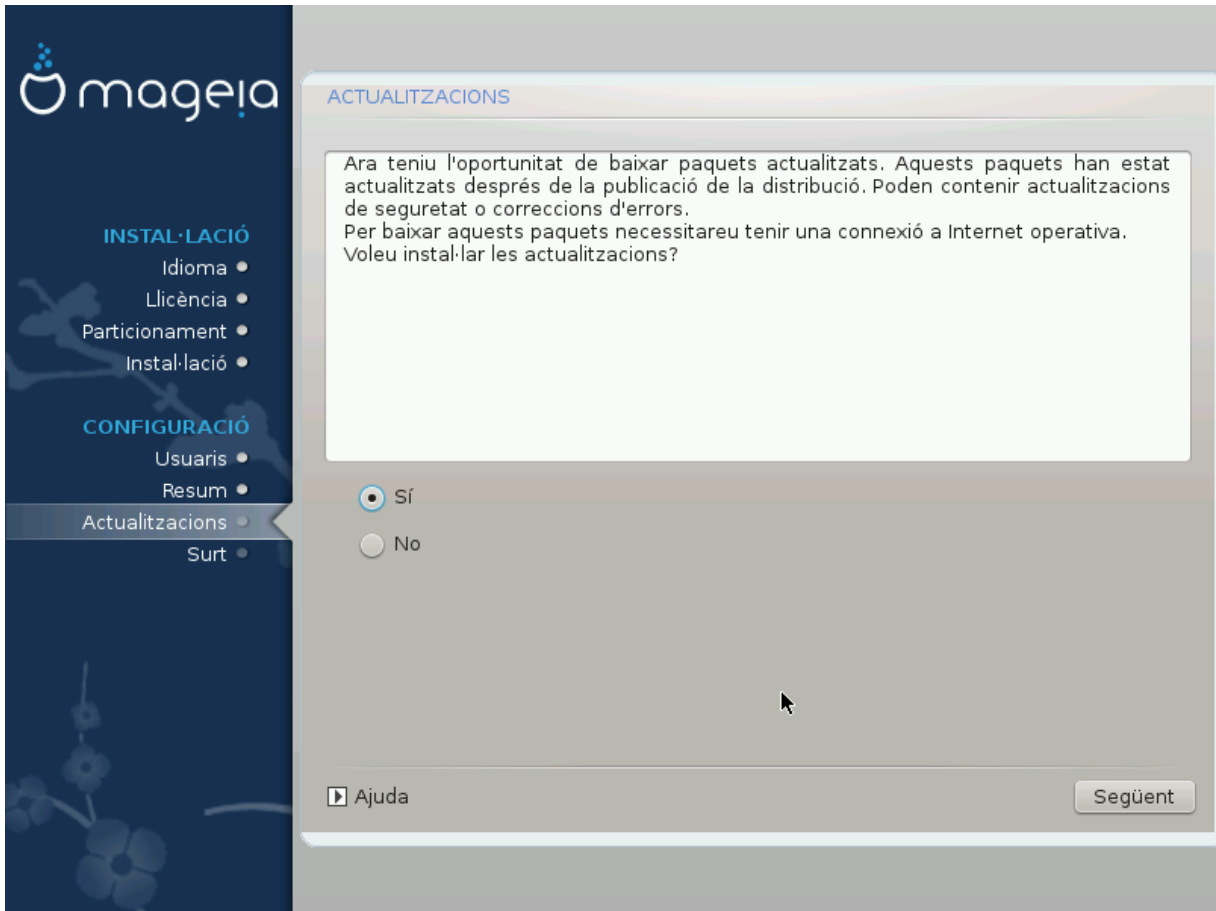 mageia
INSTAL·LACIÓ
Idioma
Llicència
Particionament
Instal·lació
CONFIGURACIÓ
Usuaris
Resum
Actualitzacions
Surt
ACTUALITZACIONS
Ara teniu l'oportunitat de baixar paquets actualitzats. Aquests paquets han estat
actualitzats després de la publicació de la distribució. Poden contenir actualitzacions
de seguretat o correccions d'errors.
Per baixar aquests paquets necessitareu tenir una connexió a Internet operativa.
Voleu instal·lar les actualitzacions?
Sí
No
Ajuda
Següent